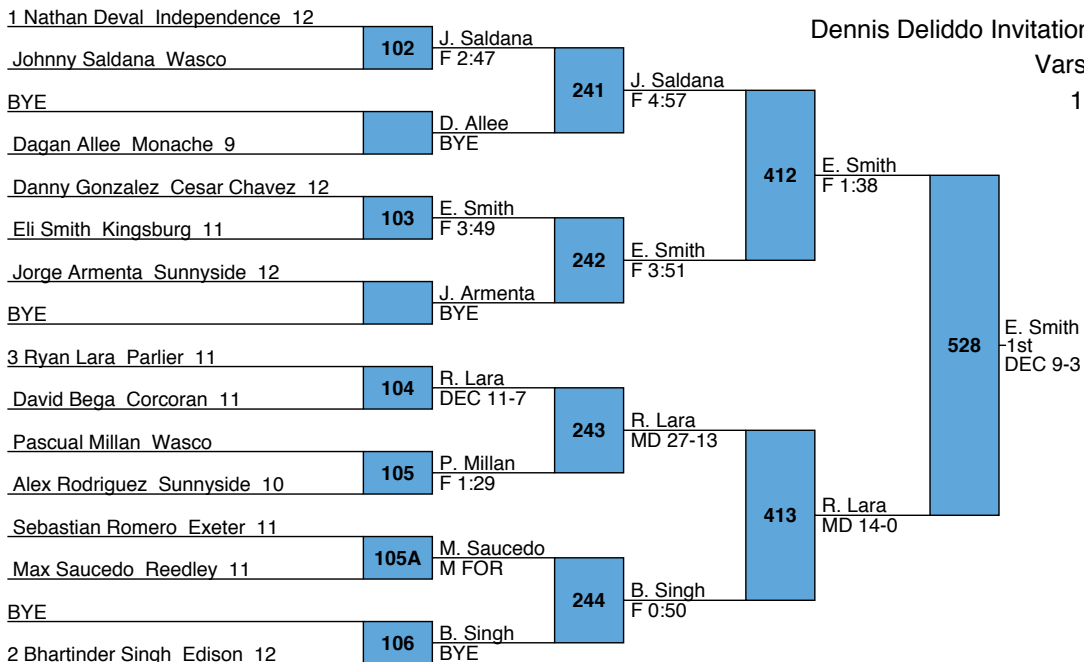 Dennis Deliddo Invitation
Vars
1
1 Nathan Deval Independence 12
Johnny Saldana Wasco
BYE
Dagan Allee Monache 9
Danny Gonzalez Cesar Chavez 12
Eli Smith Kingsburg 11
Jorge Armenta Sunnyside 12
BYE
3 Ryan Lara Parlier 11
David Bega Corcoran 11
Pascual Millan Wasco
Alex Rodriguez Sunnyside 10
Sebastian Romero Exeter 11
Max Saucedo Reedley 11
BYE
2 Bhartinder Singh Edison 12
102
103
104
105
105A
106
J. Saldana
F 2:47
D. Allee
BYE
E. Smith
F 3:49
J. Armenta
BYE
R. Lara
DEC 11-7
P. Millan
F 1:29
M. Saucedo
M FOR
B. Singh
BYE
241
242
243
244
J. Saldana
F 4:57
E. Smith
F 3:51
R. Lara
MD 27-13
B. Singh
F 0:50
412
413
E. Smith
F 1:38
R. Lara
MD 14-0
528
E. Smith
1st
DEC 9-3